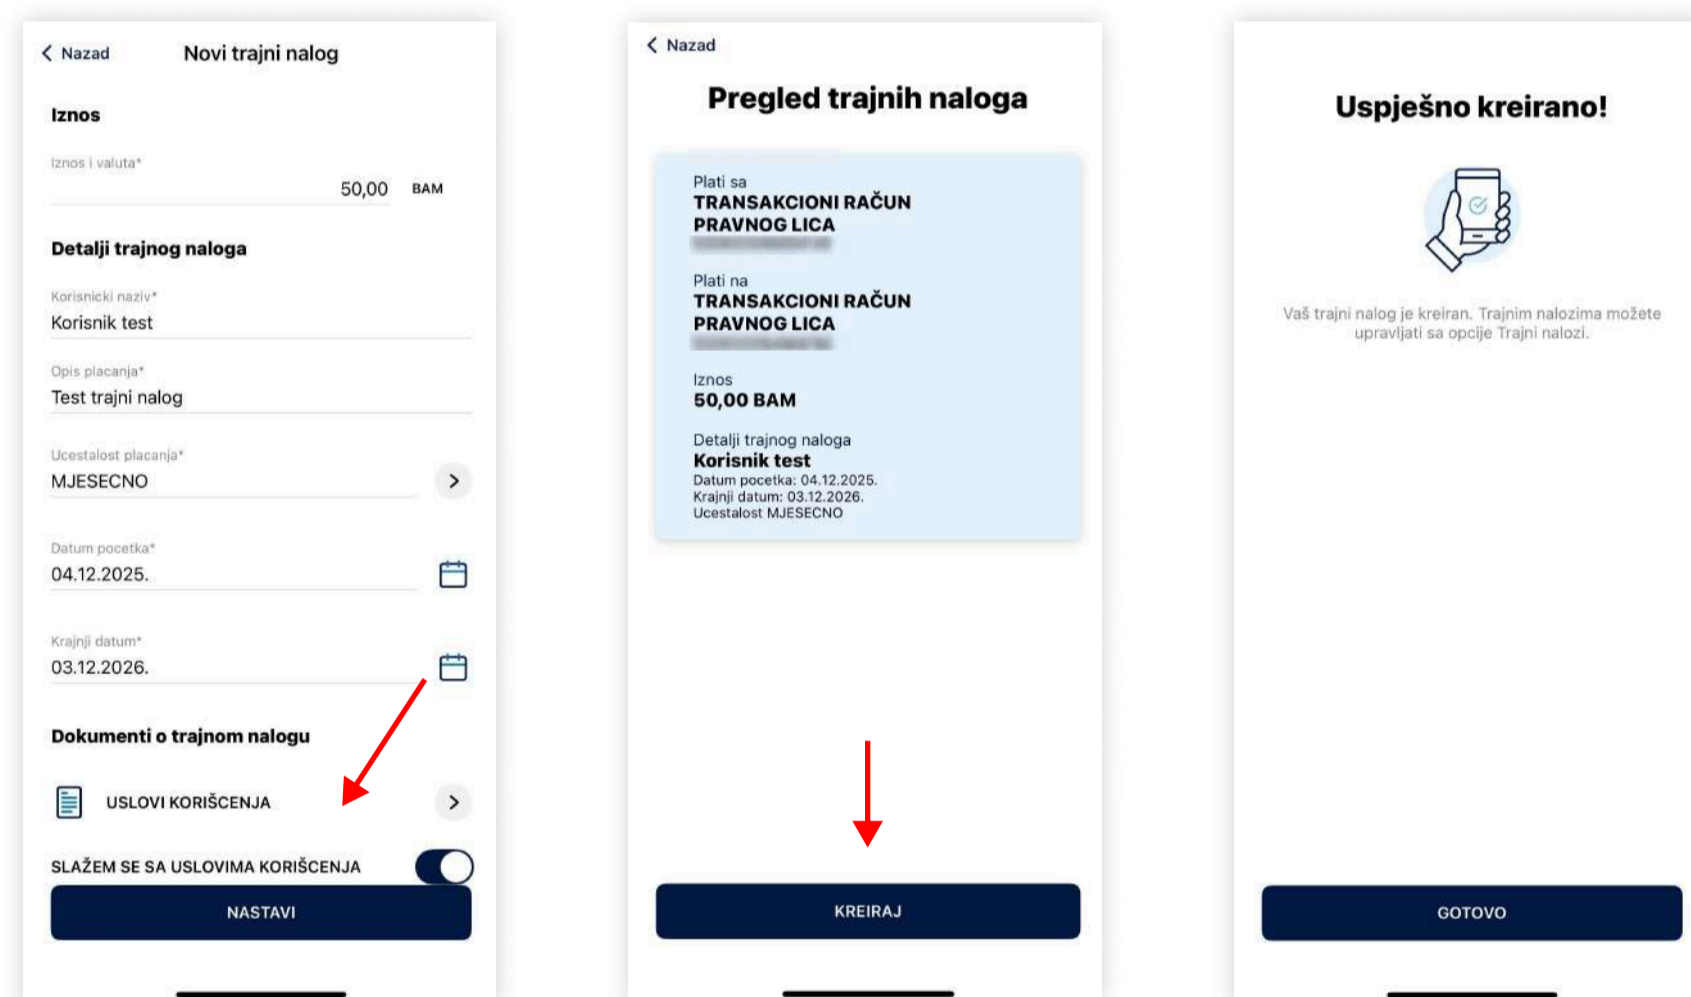 Nazad
Novi trajni nalog
Iznos
Iznos i valuta*
50,00 BAM
Detalji trajnog naloga
Korisnicki naziv*
Korisnik test
Opis placanja*
Test trajni nalog
Ucestalost placanja*
MJESECNO
Datum pocetka*
04.12.2025.
Krajnji datum*
03.12.2026.
Dokumenti o trajnom nalogu
USLOVI KORIŠCENJA
SLAŽEM SE SA USLOVIMA KORIŠCENJA
NASTAVI
Nazad
Pregled trajnih naloga
Plati sa
TRANSAKCIONI RAČUN
PRAVNOG LICA
Plati na
TRANSAKCIONI RAČUN
PRAVNOG LICA
Iznos
50,00 BAM
Detalji trajnog naloga
Korisnik test
Datum pocetka: 04.12.2025.
Krajnji datum: 03.12.2026.
Ucestalost MJESECNO
KREIRAJ
Uspješno kreirano!
Vaš trajni nalog je kreiran. Trajnim nalozima možete
upravljati sa opcije Trajni nalozi.
GOTOVO